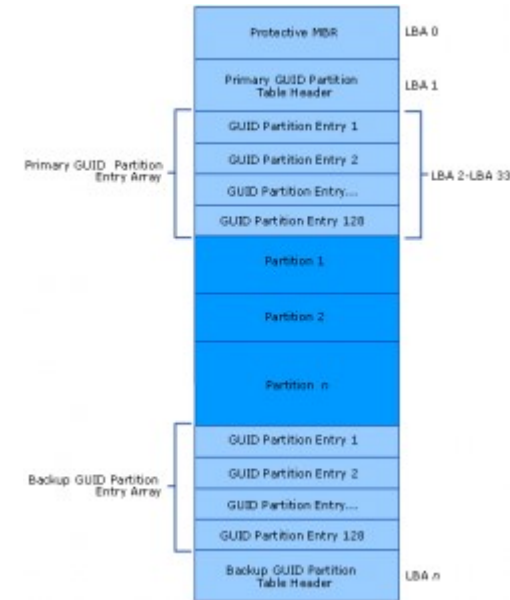 Protective MBR
LBA 0
Primary GUID Partition
Table Header
LBA 1
Primary GUID Partition
Entry Array
GUID Partition Entry 1
GUID Partition Entry 2
GUID Partition Entry....
GUID Partition Entry 128
LBA 2-LBA 33
Partition 1
Partition 2
Partition n
Backup GUID Partition
Entry Array
GUID Partition Entry 1
GUID Partition Entry 2
GUID Partition Entry....
GUID Partition Entry 128
Backup GUID Partition
Table Header
LBA n